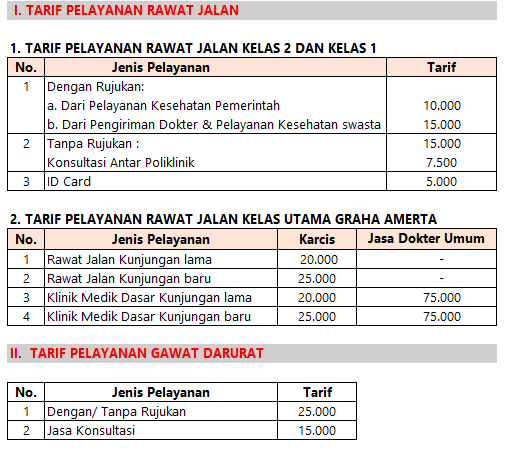 I. TARIF PELAYANAN RAWAT JALAN
1. TARIF PELAYANAN RAWAT JALAN KELAS 2 DAN KELAS 1
No. Jenis Pelayanan Tarif
1 Dengan Rujukan:
a. Dari Pelayanan Kesehatan Pemerintah 10.000
b. Dari Pengiriman Dokter & Pelayanan Kesehatan swasta 15.000
2 Tanpa Rujukan : 15.000
Konsultasi Antar Poliklinik 7.500
3 ID Card 5.000
2. TARIF PELAYANAN RAWAT JALAN KELAS UTAMA GRAHA AMERTA
No. Jenis Pelayanan Karcis Jasa Dokter Umum
1 Rawat Jalan Kunjungan lama 20.000 -
2 Rawat Jalan Kunjungan baru 25.000 -
3 Klinik Medik Dasar Kunjungan lama 20.000 75.000
4 Klinik Medik Dasar Kunjungan baru 25.000 75.000
II. TARIF PELAYANAN GAWAT DARURAT
No. Jenis Pelayanan Tarif
1 Dengan/ Tanpa Rujukan 25.000
2 Jasa Konsultasi 15.000